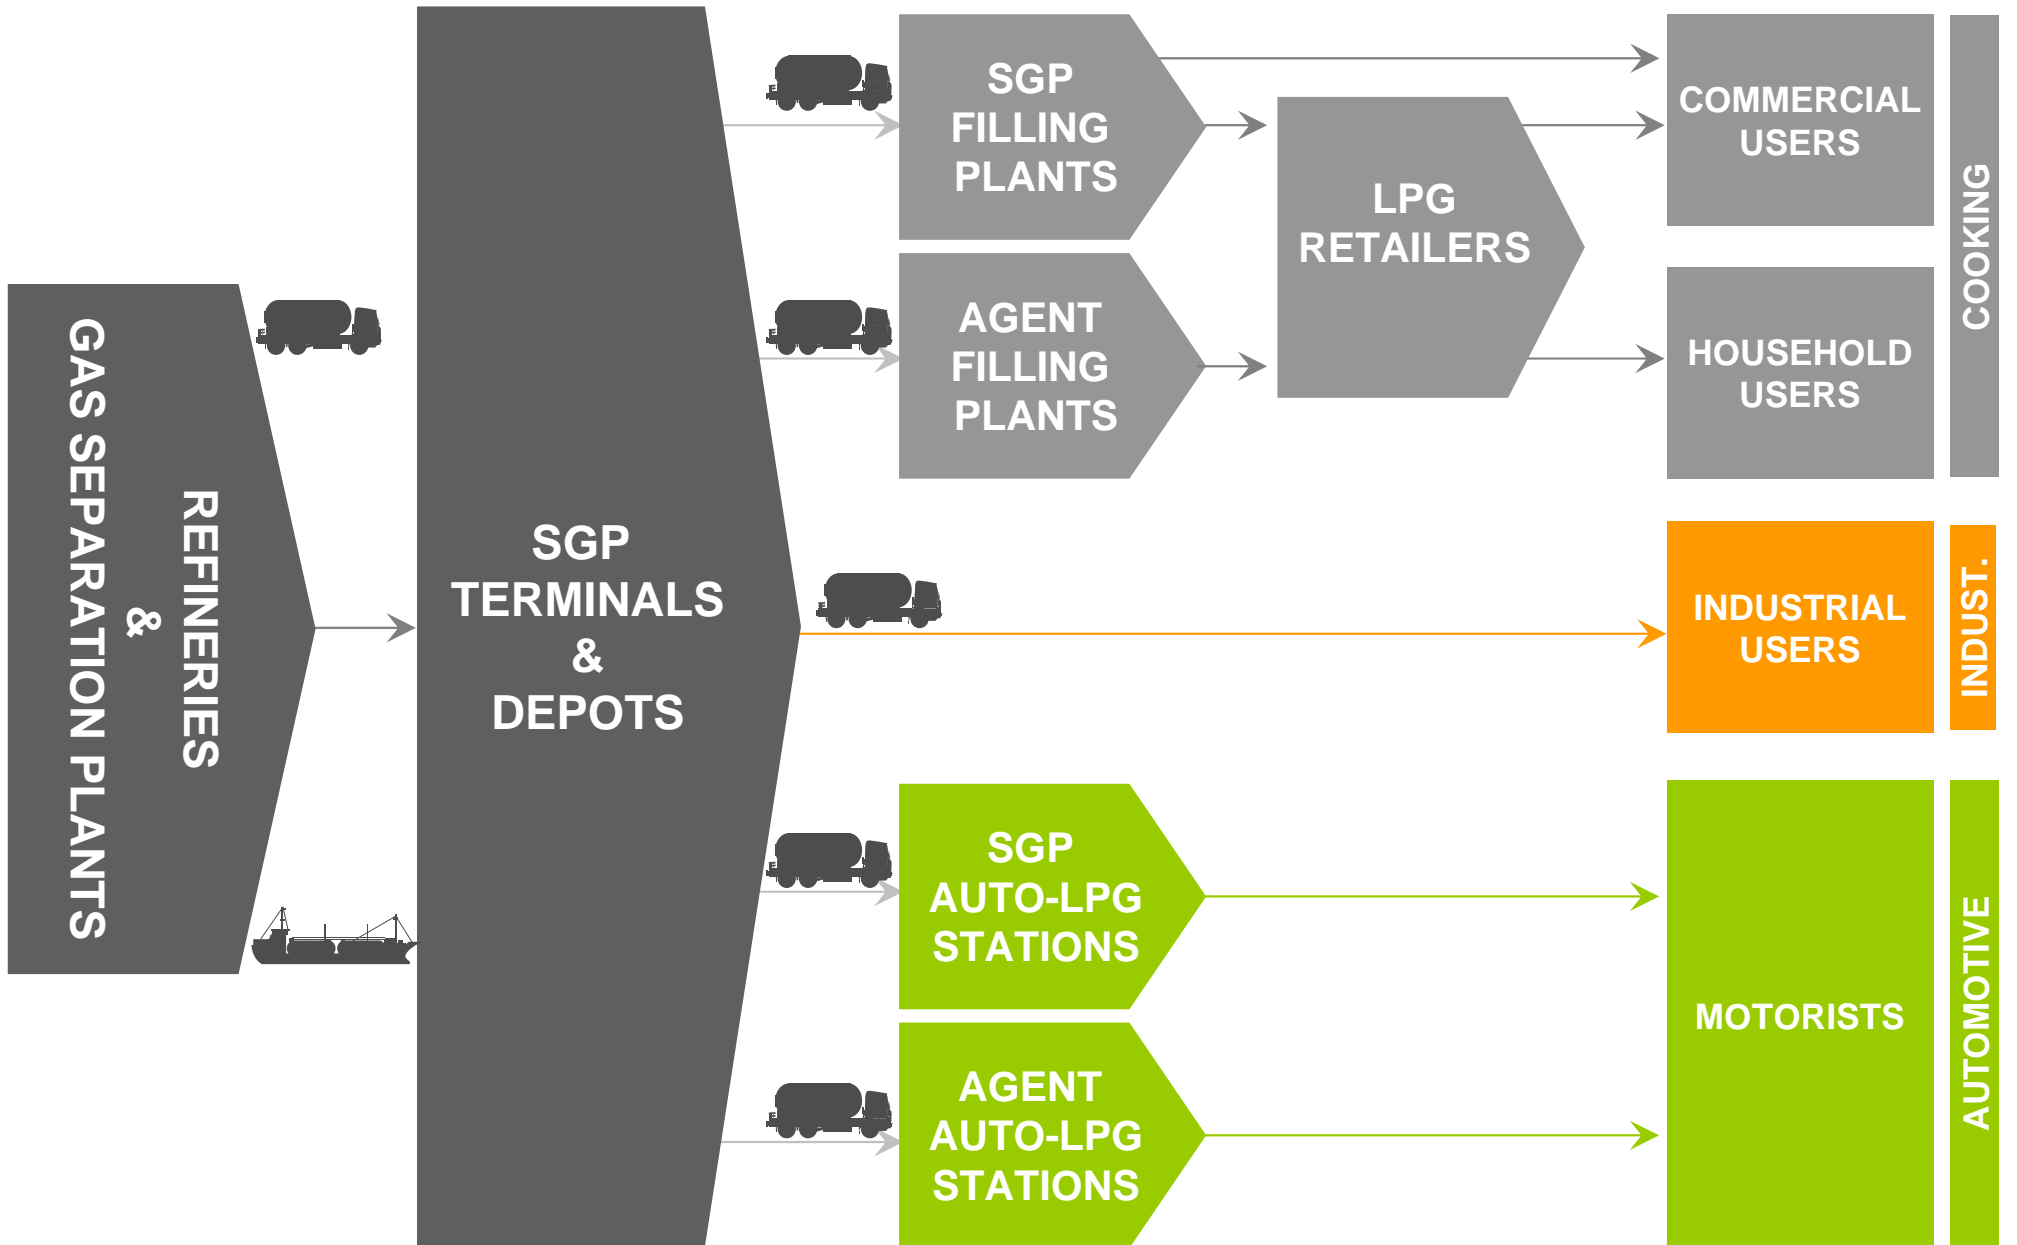 REFINERIES
&
GAS SEPARATION PLANTS
SGP
TERMINALS
&
DEPOTS
SGP
FILLING
PLANTS
AGENT
FILLING
PLANTS
LPG
RETAILERS
COMMERCIAL
USERS
HOUSEHOLD
USERS
COOKING
INDUSTRIAL
USERS
INDUST.
SGP
AUTO-LPG
STATIONS
AGENT
AUTO-LPG
STATIONS
MOTORISTS
AUTOMOTIVE